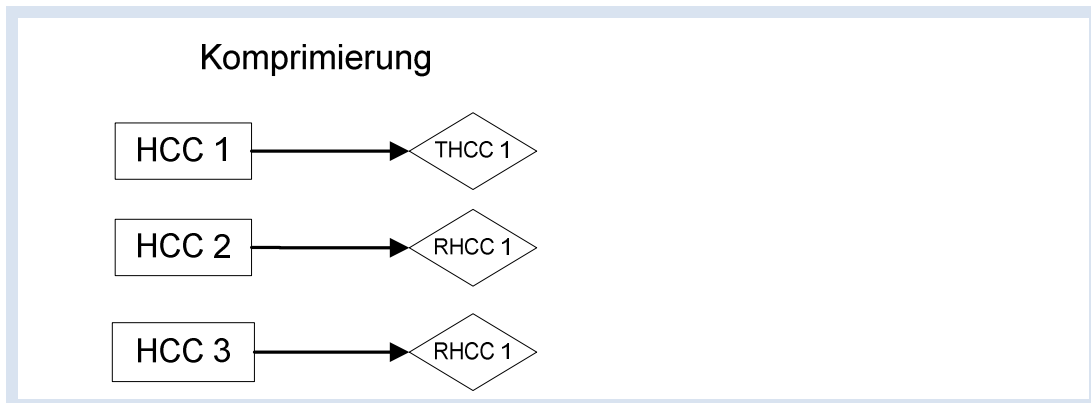 Komprimierung
HCC 1 THCC 1
HCC 2 RHCC 1
HCC 3 RHCC 1